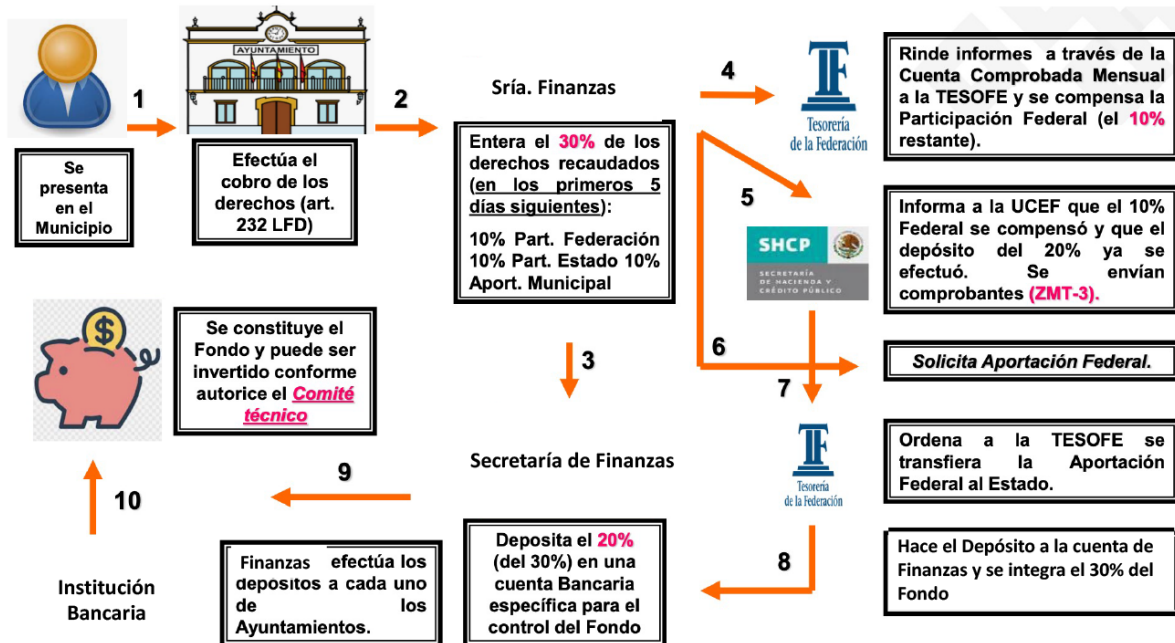 1
Se
presenta
en el
Municipio
AYUNTAMIENTO
2
Efectúa el
cobro de los
derechos (art.
232 LFD)
Sría. Finanzas
Entera el 30% de los
derechos recaudados
(en los primeros 5
días siguientes):
10% Part. Federación
10% Part. Estado 10%
Aport. Municipal
4
Tesorería
de la Federación
Rinde informes a través de la
Cuenta Comprobada Mensual
a la TESOFE y se compensa la
Participación Federal (el 10%
restante).
5
SHCP
SECRETARÍA
DE HACIENDA Y
CRÉDITO PÚBLICO
Informa a la UCEF que el 10%
Federal se compensó y que el
depósito del 20% ya se
efectuó. Se envían
comprobantes (ZMT-3).
6
Solicita Aportación Federal.
7
Tesorería
de la Federación
Ordena a la TESOFE se
transfiera la Aportación
Federal al Estado.
8
Hace el Depósito a la cuenta de
Finanzas y se integra el 30% del
Fondo
3
Secretaría de Finanzas
Deposita el 20%
(del 30%) en una
cuenta Bancaria
específica para el
control del Fondo
9
Finanzas efectúa los
depósitos a cada uno
de los
Ayuntamientos.
10
Institución
Bancaria
$
Se constituye el
Fondo y puede ser
invertido conforme
autorice el Comité
técnico